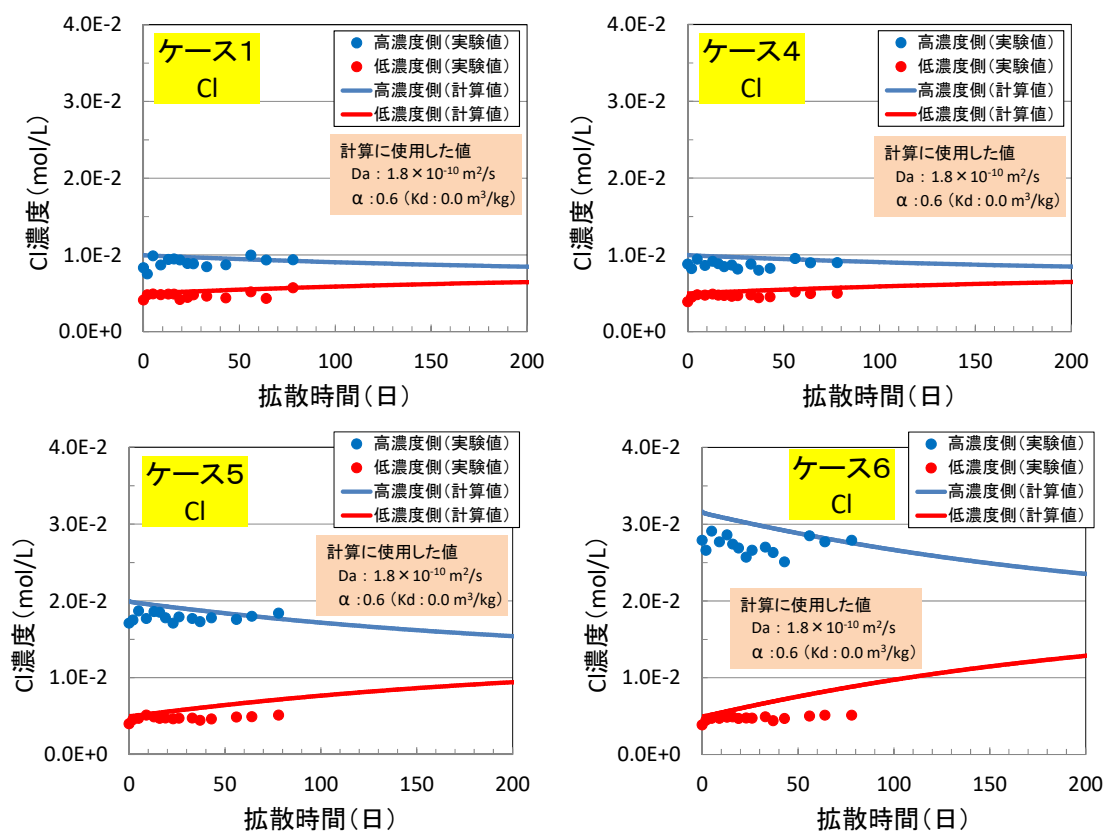 4.0E-2
3.0E-2
2.0E-2
1.0E-2
0.0E+0
Cl濃度(mol/L)
ケース1
Cl
高濃度側(実験値)
低濃度側(実験値)
高濃度側(計算値)
低濃度側(計算値)
計算に使用した値
Da : 1.8×10⁻¹⁰ m²/s
α : 0.6 (Kd : 0.0 m³/kg)
0 50 100 150 200
拡散時間(日)
4.0E-2
3.0E-2
2.0E-2
1.0E-2
0.0E+0
Cl濃度(mol/L)
ケース4
Cl
高濃度側(実験値)
低濃度側(実験値)
高濃度側(計算値)
低濃度側(計算値)
計算に使用した値
Da : 1.8×10⁻¹⁰ m²/s
α : 0.6 (Kd : 0.0 m³/kg)
0 50 100 150 200
拡散時間(日)
4.0E-2
3.0E-2
2.0E-2
1.0E-2
0.0E+0
Cl濃度(mol/L)
ケース5
Cl
高濃度側(実験値)
低濃度側(実験値)
高濃度側(計算値)
低濃度側(計算値)
計算に使用した値
Da : 1.8×10⁻¹⁰ m²/s
α : 0.6 (Kd : 0.0 m³/kg)
0 50 100 150 200
拡散時間(日)
4.0E-2
3.0E-2
2.0E-2
1.0E-2
0.0E+0
Cl濃度(mol/L)
ケース6
Cl
高濃度側(実験値)
低濃度側(実験値)
高濃度側(計算値)
低濃度側(計算値)
計算に使用した値
Da : 1.8×10⁻¹⁰ m²/s
α : 0.6 (Kd : 0.0 m³/kg)
0 50 100 150 200
拡散時間(日)